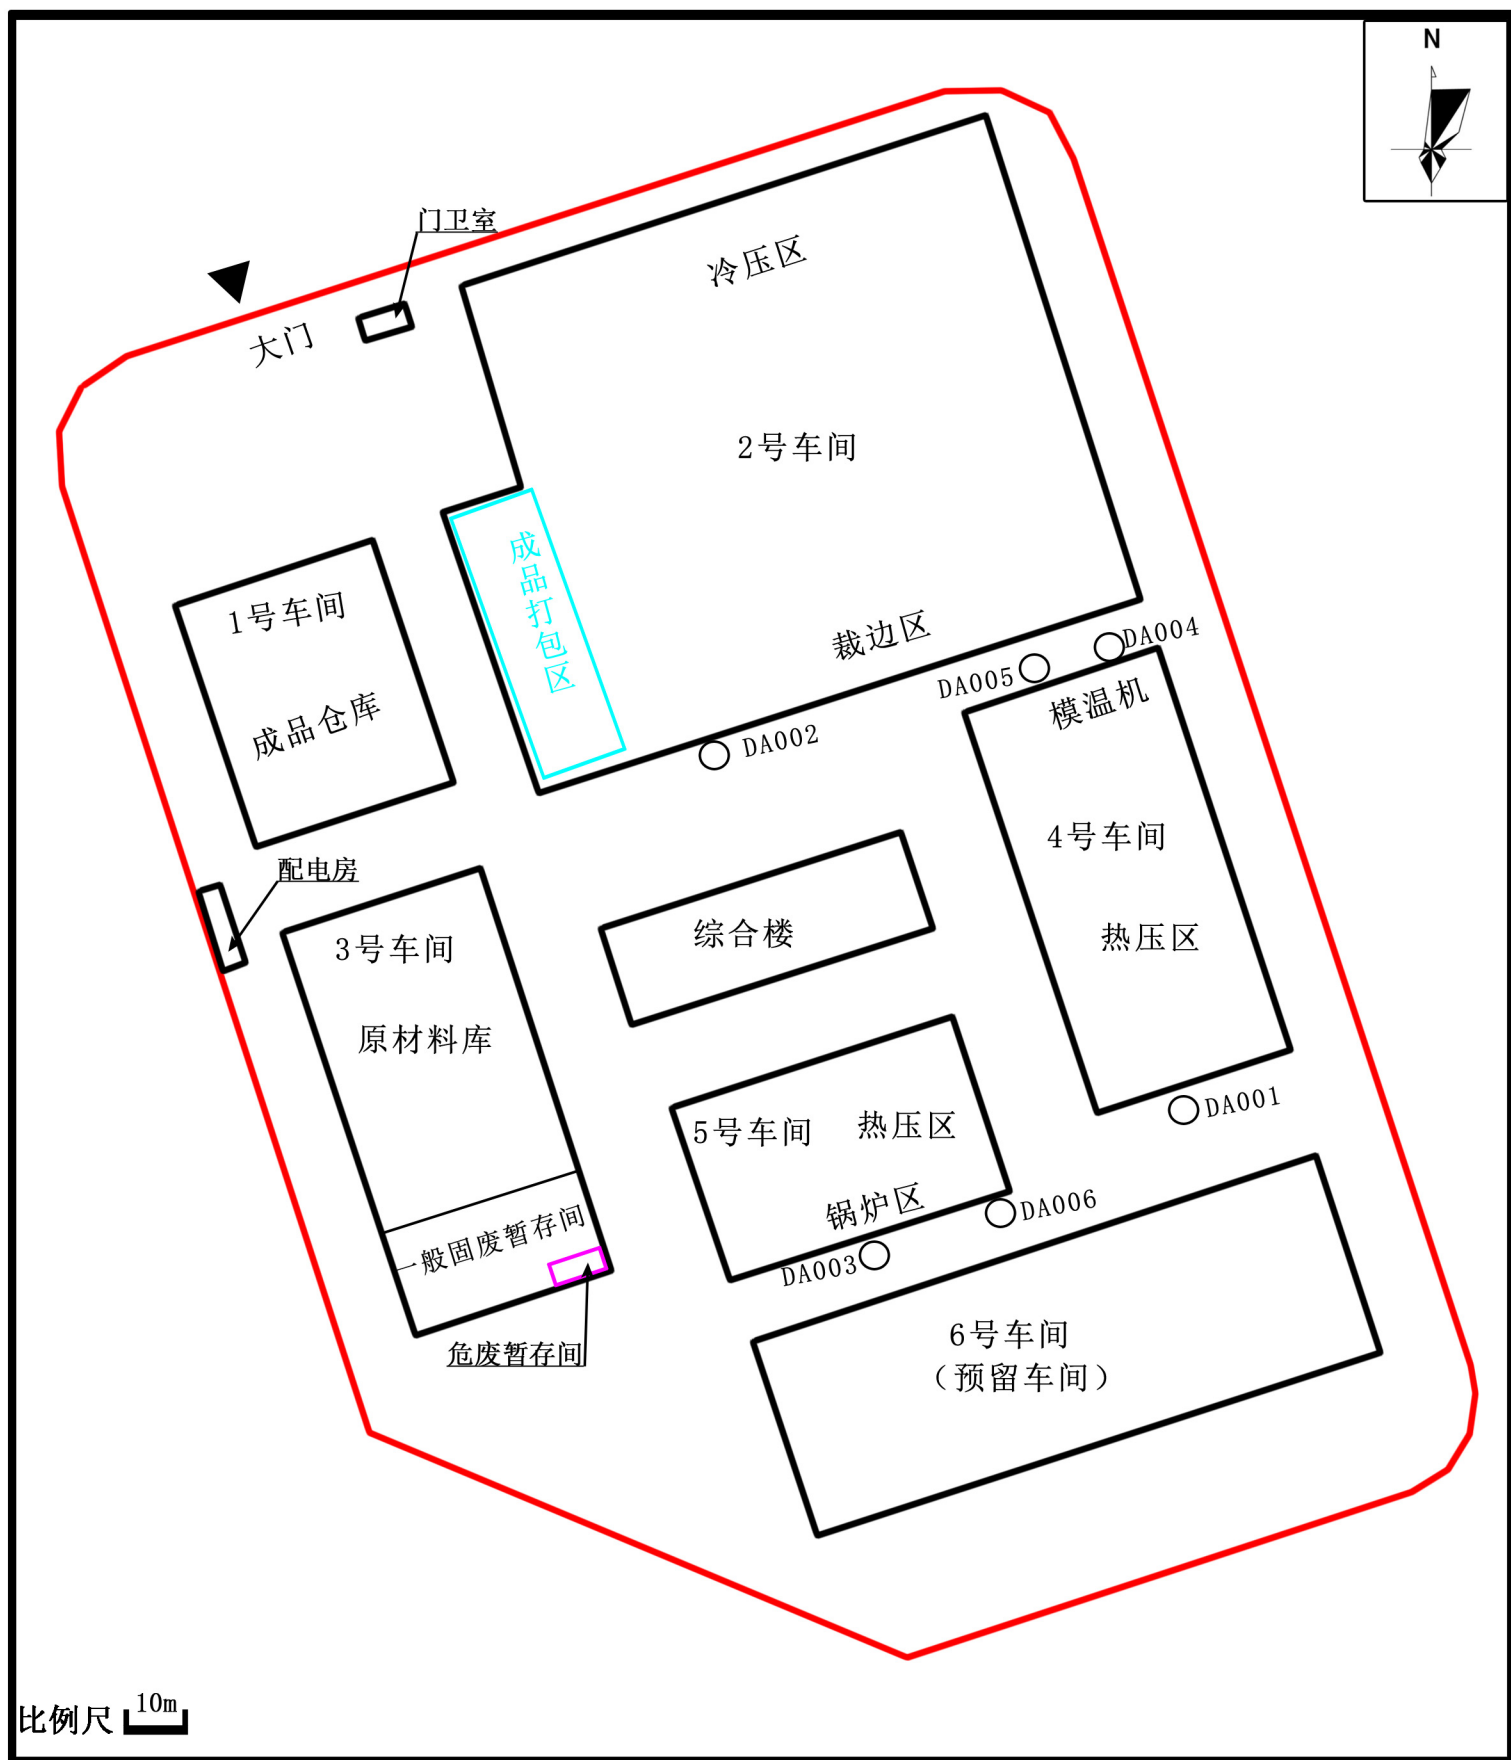 N
门卫室
冷压区
大门
2号车间
成品打包区
1号车间
裁边区
DA004
DA005
成品仓库
模温机
DA002
4号车间
配电房
综合楼
3号车间
热压区
原材料库
DA001
5号车间
热压区
锅炉区
DA006
一般固废暂存间
DA003
6号车间
(预留车间)
危废暂存间
10m
比例尺